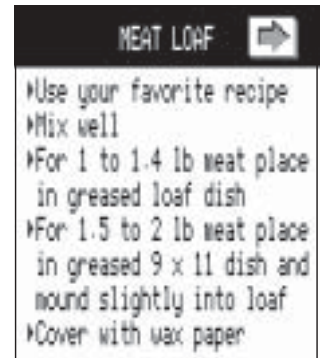 MEAT LOAF
▸Use your favorite recipe
▸Mix well
▸For 1 to 1.4 lb meat place
in greased loaf dish
▸For 1.5 to 2 lb meat place
in greased 9 x 11 dish and
mound slightly into loaf
▸Cover with wax paper